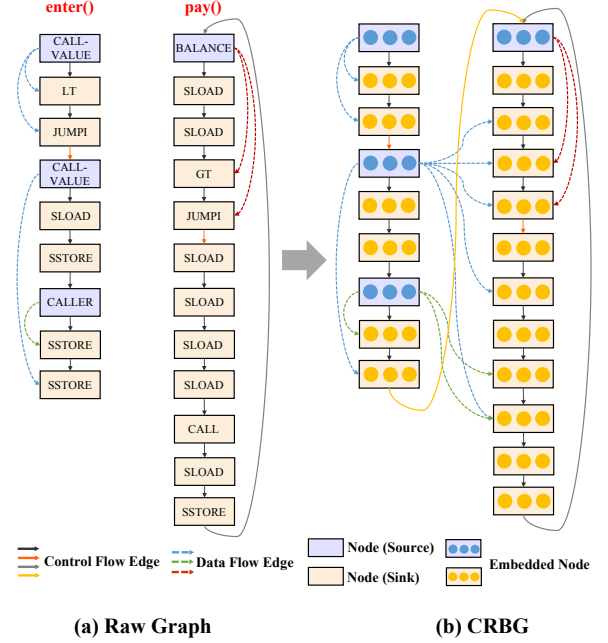 enter()
CALL-
VALUE
LT
JUMPI
CALL-
VALUE
SLOAD
SSTORE
CALLER
SSTORE
SSTORE
pay()
BALANCE
SLOAD
SLOAD
GT
JUMPI
SLOAD
SLOAD
SLOAD
SLOAD
CALL
SLOAD
SSTORE
Control Flow Edge
Data Flow Edge
Node (Source)
Node (Sink)
Embedded Node
(a) Raw Graph
(b) CRBG